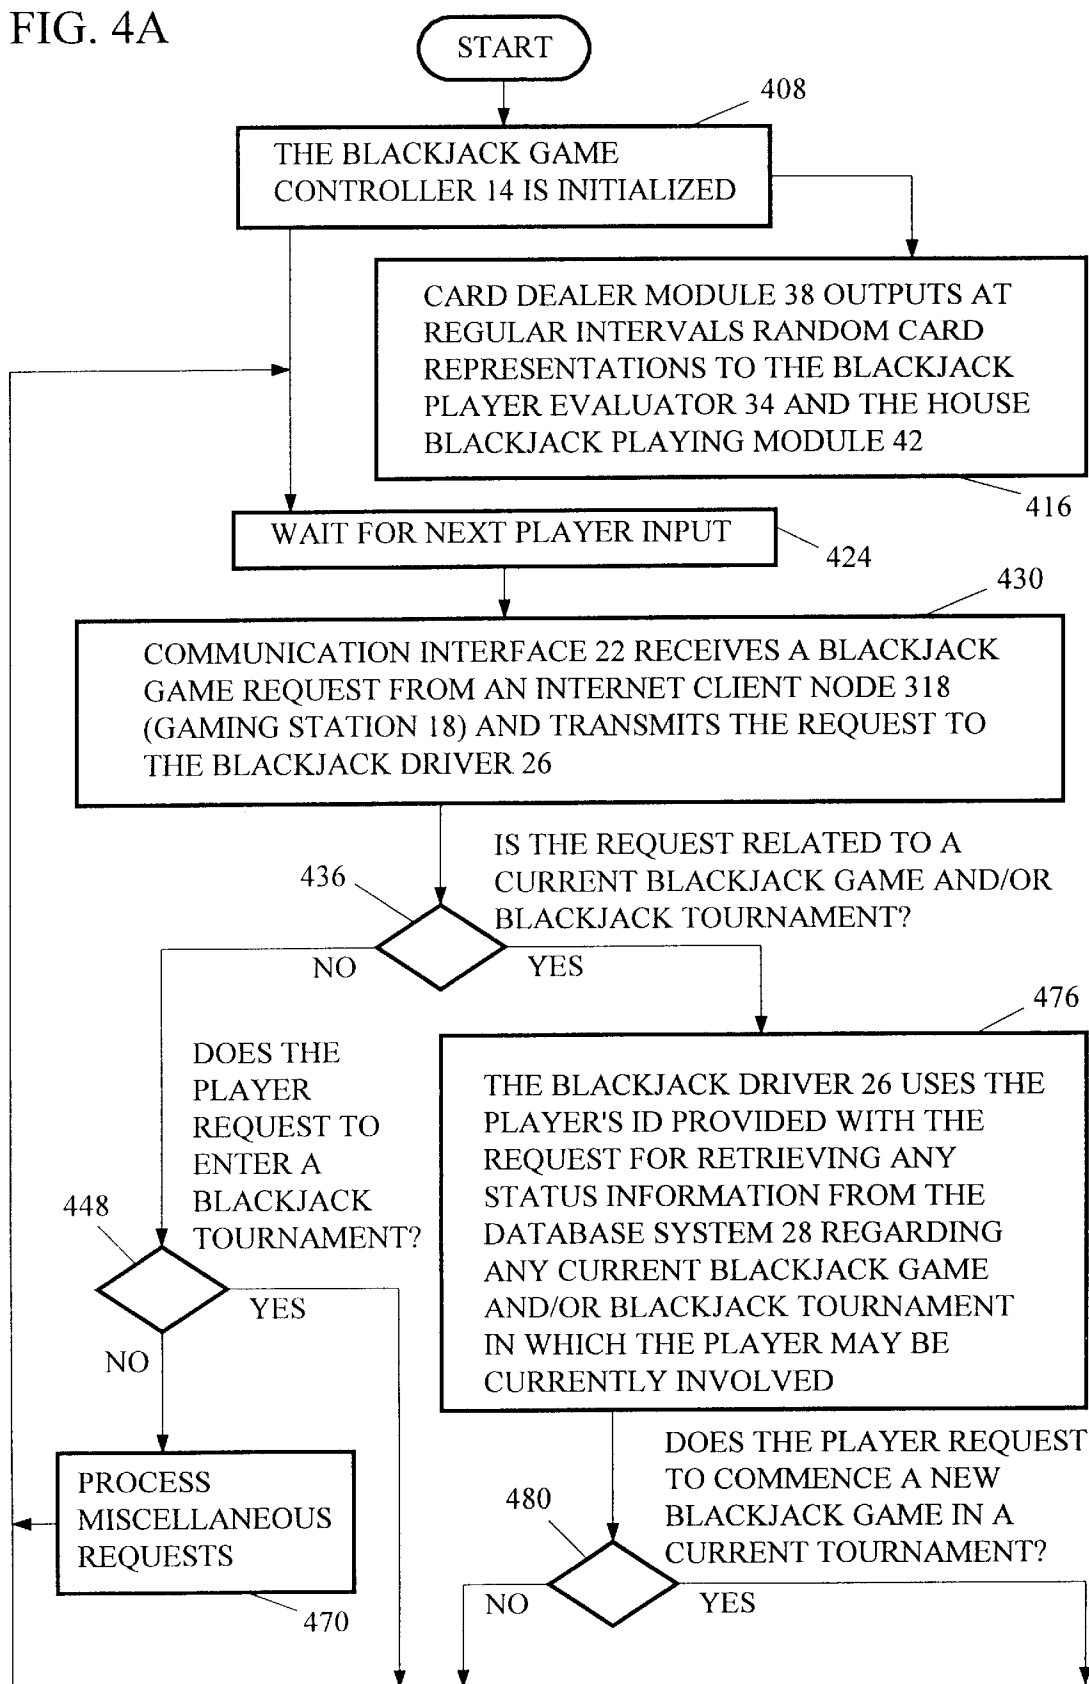 FIG. 4A
START
408
THE BLACKJACK GAME
CONTROLLER 14 IS INITIALIZED
CARD DEALER MODULE 38 OUTPUTS AT
REGULAR INTERVALS RANDOM CARD
REPRESENTATIONS TO THE BLACKJACK
PLAYER EVALUATOR 34 AND THE HOUSE
BLACKJACK PLAYING MODULE 42
416
WAIT FOR NEXT PLAYER INPUT
424
430
COMMUNICATION INTERFACE 22 RECEIVES A BLACKJACK
GAME REQUEST FROM AN INTERNET CLIENT NODE 318
(GAMING STATION 18) AND TRANSMITS THE REQUEST TO
THE BLACKJACK DRIVER 26
IS THE REQUEST RELATED TO A
CURRENT BLACKJACK GAME AND/OR
BLACKJACK TOURNAMENT?
436
NO
YES
476
DOES THE
PLAYER
REQUEST TO
ENTER A
BLACKJACK
TOURNAMENT?
448
YES
NO
THE BLACKJACK DRIVER 26 USES THE
PLAYER'S ID PROVIDED WITH THE
REQUEST FOR RETRIEVING ANY
STATUS INFORMATION FROM THE
DATABASE SYSTEM 28 REGARDING
ANY CURRENT BLACKJACK GAME
AND/OR BLACKJACK TOURNAMENT
IN WHICH THE PLAYER MAY BE
CURRENTLY INVOLVED
PROCESS
MISCELLANEOUS
REQUESTS
470
DOES THE PLAYER REQUEST
TO COMMENCE A NEW
BLACKJACK GAME IN A
CURRENT TOURNAMENT?
480
NO
YES